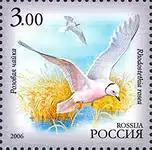 3.00
Розовая чайка
Rhodostethia rosea
2006
ROSSIJA
РОССИЯ